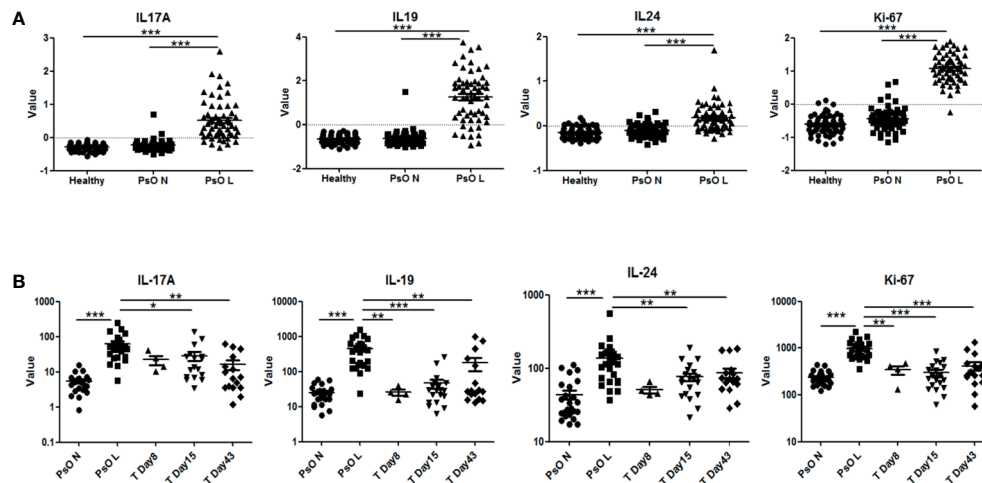 A
IL17A
***
***
Value
3
2
1
0
-1
Healthy
PsO N
PsO L
IL19
***
***
Value
4
2
0
-2
Healthy
PsO N
PsO L
IL24
***
***
Value
2
1
0
-1
Healthy
PsO N
PsO L
Ki-67
***
***
Value
2
1
0
-1
-2
Healthy
PsO N
PsO L
B
IL-17A
**
*
***
Value
1000
100
10
1
0.1
PsO N
PsO L
T Day8
T Day15
T Day43
IL-19
**
***
***
**
Value
10000
1000
100
10
1
PsO N
PsO L
T Day8
T Day15
T Day43
IL-24
***
**
**
Value
1000
100
10
PsO N
PsO L
T Day8
T Day15
T Day43
Ki-67
***
***
***
**
Value
10000
1000
100
10
PsO N
PsO L
T Day8
T Day15
T Day43